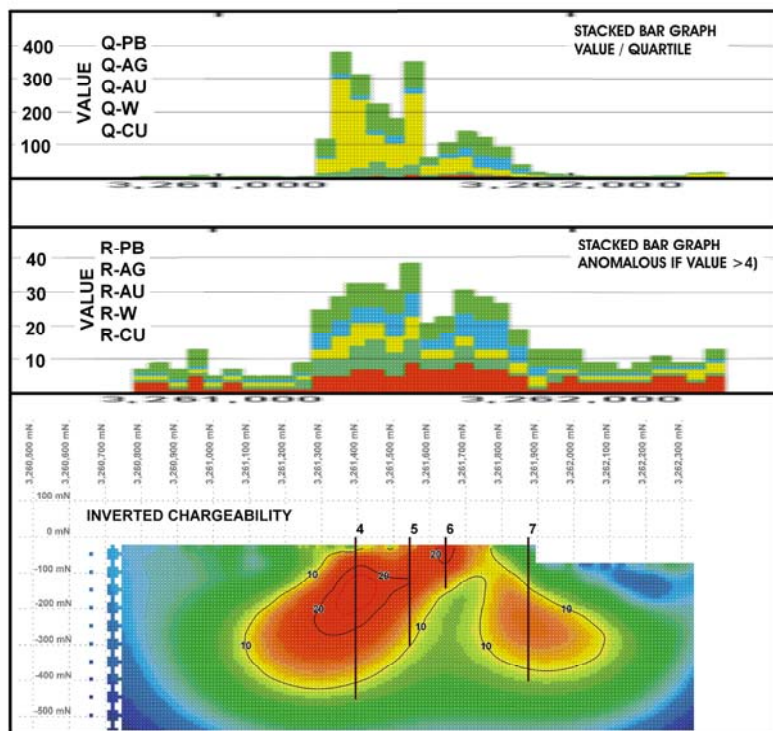 STACKED BAR GRAPH
VALUE / QUARTILE
400
300
200
100
VALUE
Q-PB
Q-AG
Q-AU
Q-W
Q-CU
3,261,000
3,262,000
STACKED BAR GRAPH
ANOMALOUS IF VALUE >4)
40
30
20
10
VALUE
R-PB
R-AG
R-AU
R-W
R-CU
3,261,000
3,262,000
3,260,500 mN
3,260,600 mN
3,260,700 mN
3,260,800 mN
3,260,900 mN
3,261,000 mN
3,261,100 mN
3,261,200 mN
3,261,300 mN
3,261,400 mN
3,261,500 mN
3,261,600 mN
3,261,700 mN
3,261,800 mN
3,261,900 mN
3,262,000 mN
3,262,100 mN
3,262,200 mN
3,262,300 mN
100 mN
0 mN
-100 mN
-200 mN
-300 mN
-400 mN
-500 mN
INVERTED CHARGEABILITY
4
5
6
7
10
20
20
20
10
10
10
10
10